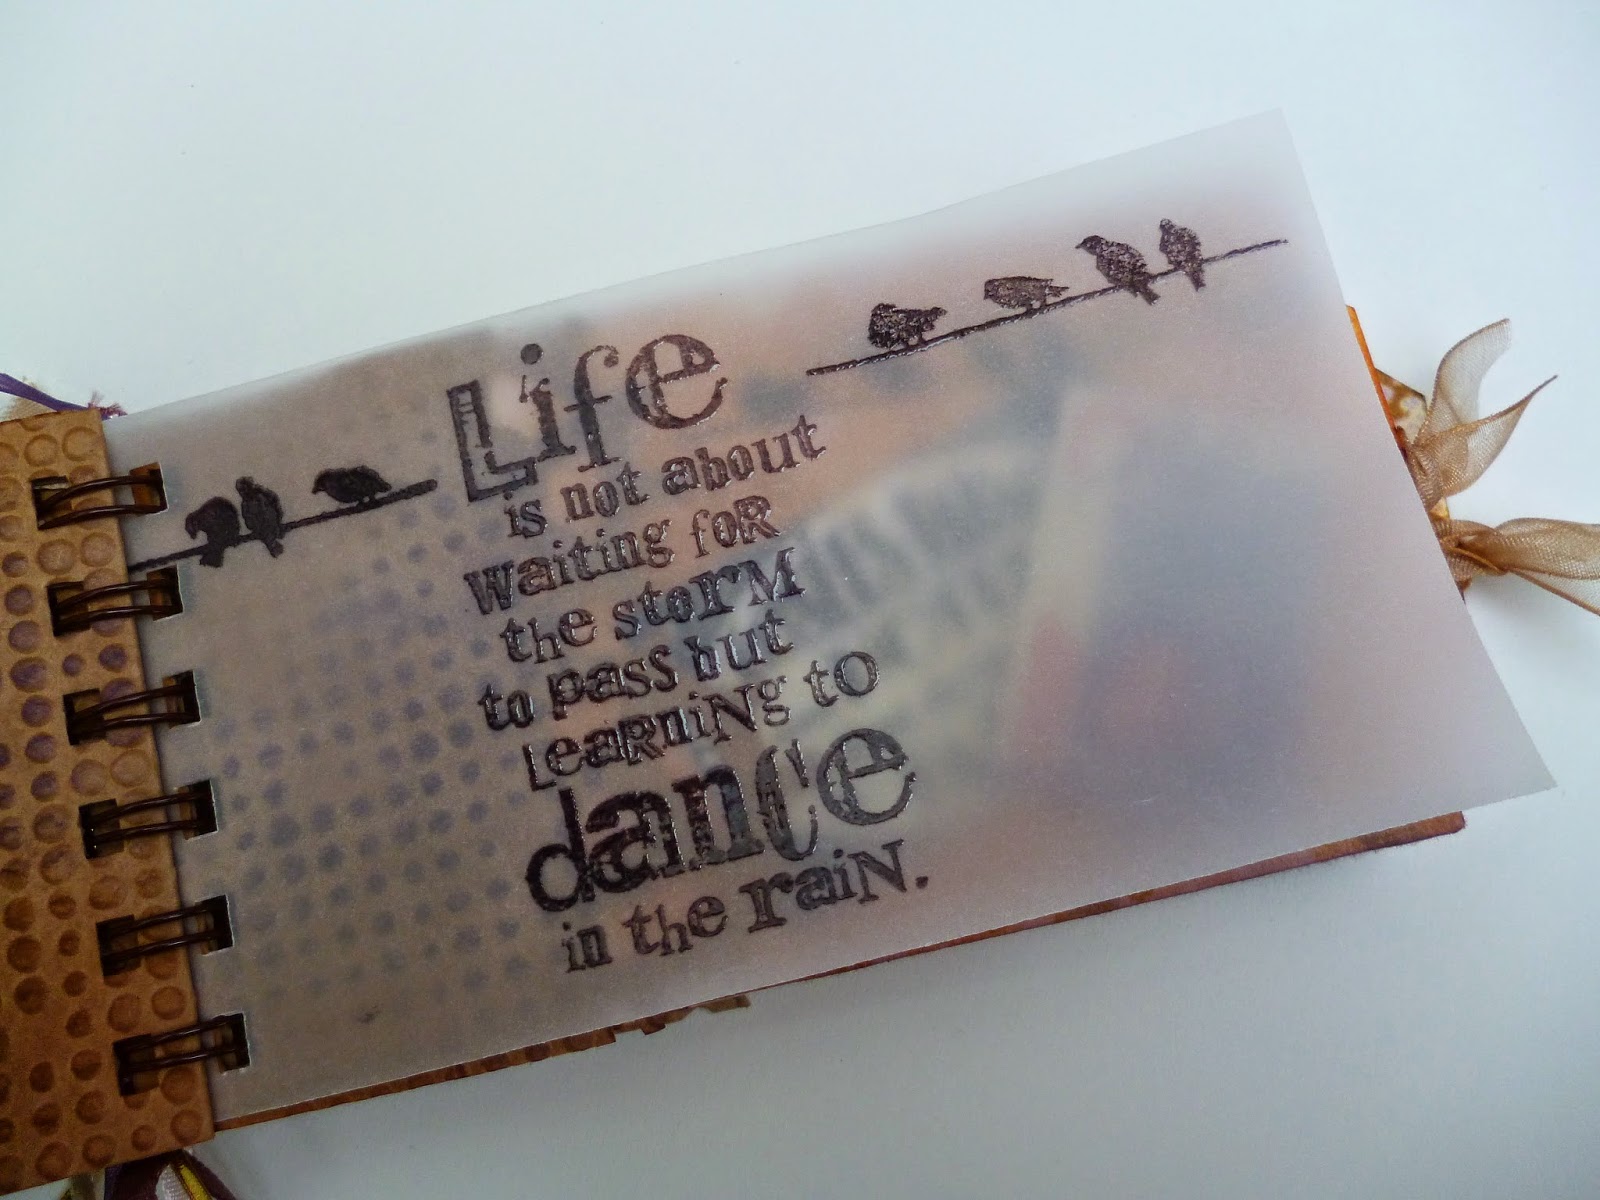 Life
is not about
waiting foR
the storM
to pass but
LeaRniNg to
dance
in the raiN.